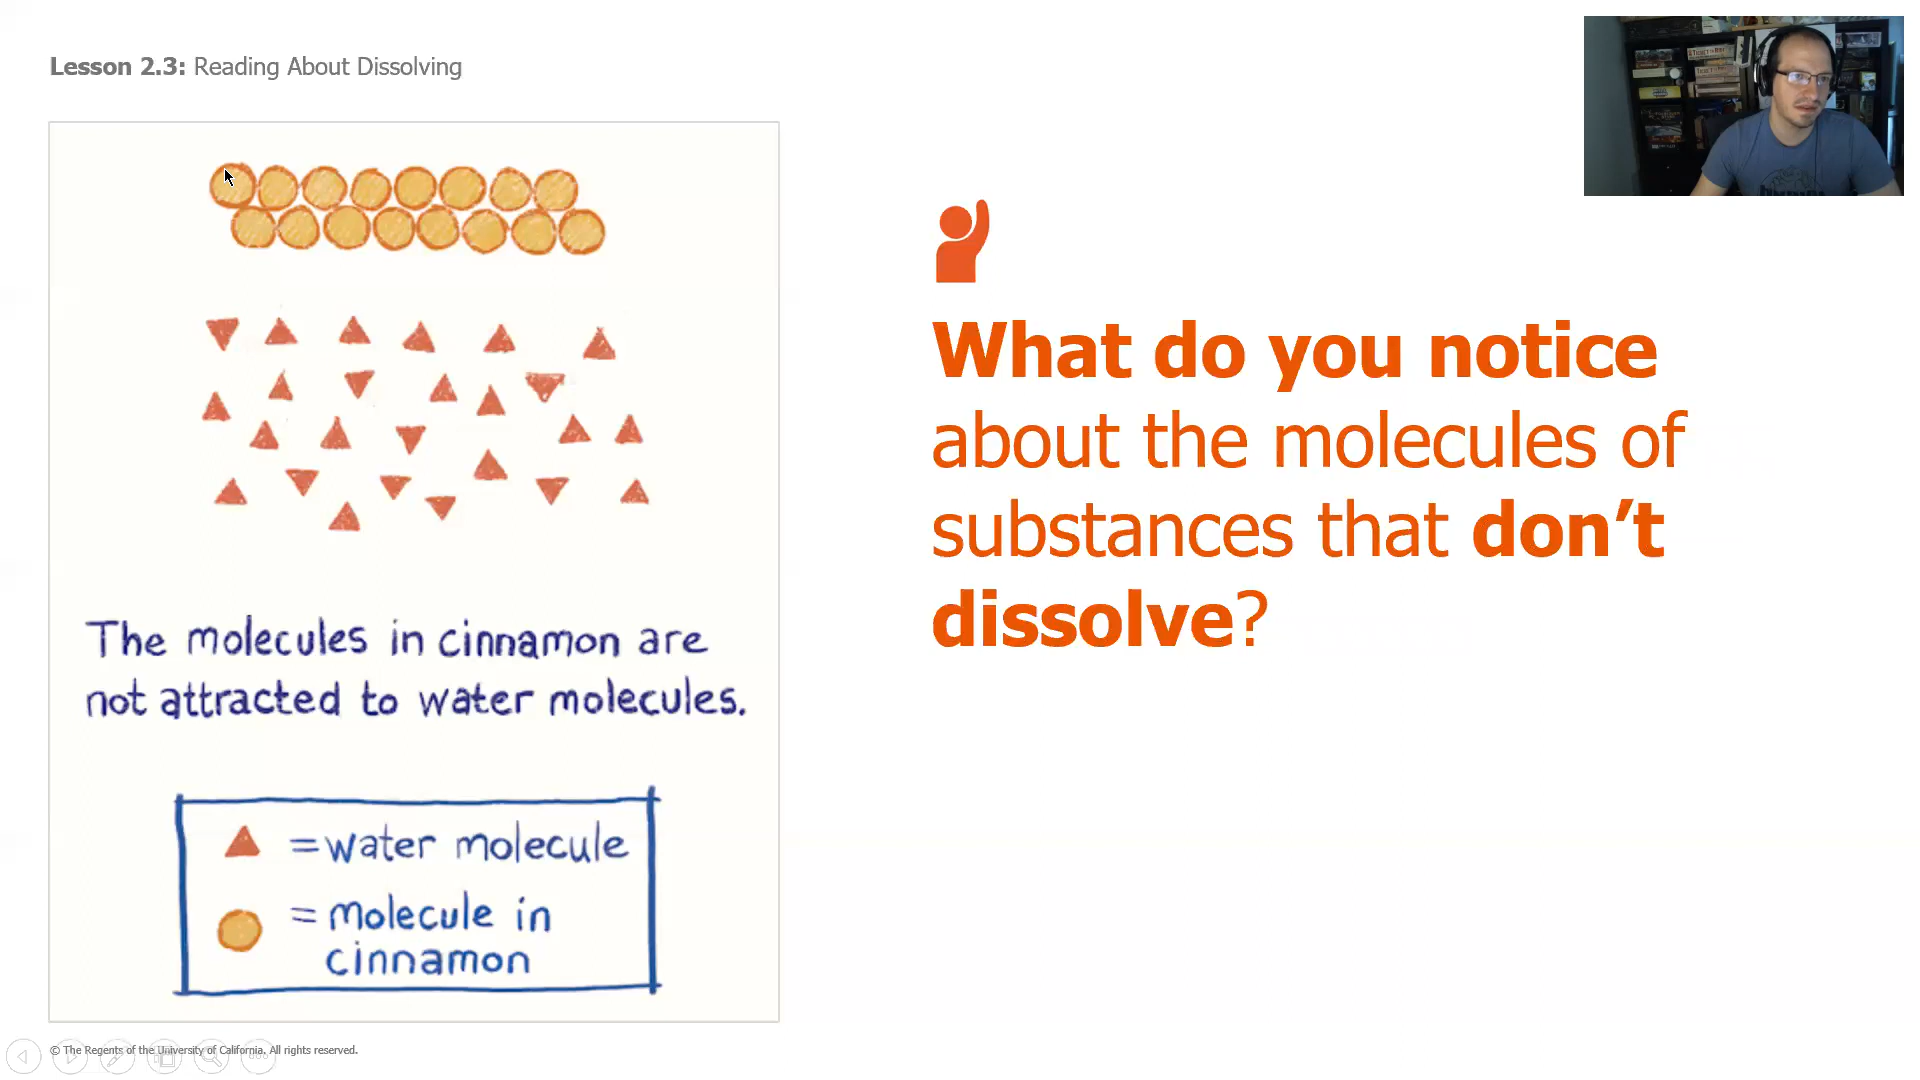 Lesson 2.3: Reading About Dissolving
The molecules in cinnamon are
not attracted to water molecules.
=water molecule
= molecule in
cinnamon
What do you notice
about the molecules of
substances that don’t
dissolve?
© The Regents of the University of California. All rights reserved.